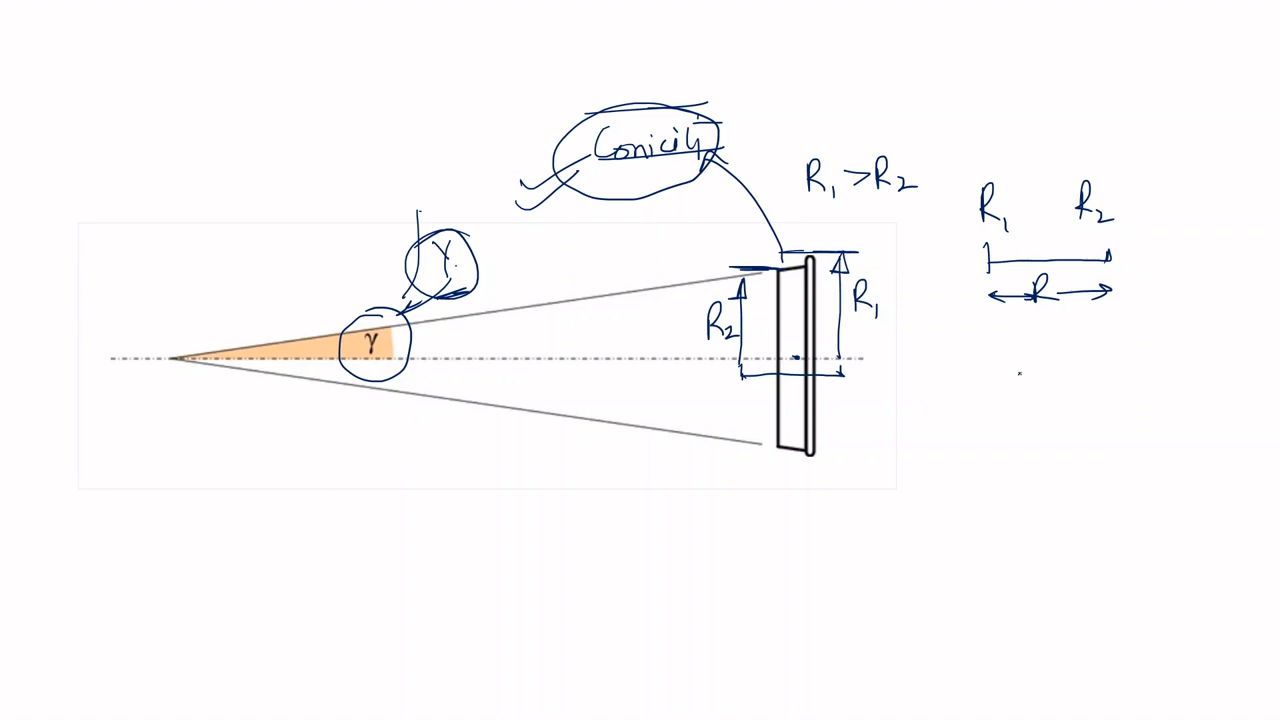 Conicity
R₁ > R₂
R₁ R₂
R
γ
γ
R₂
R₁